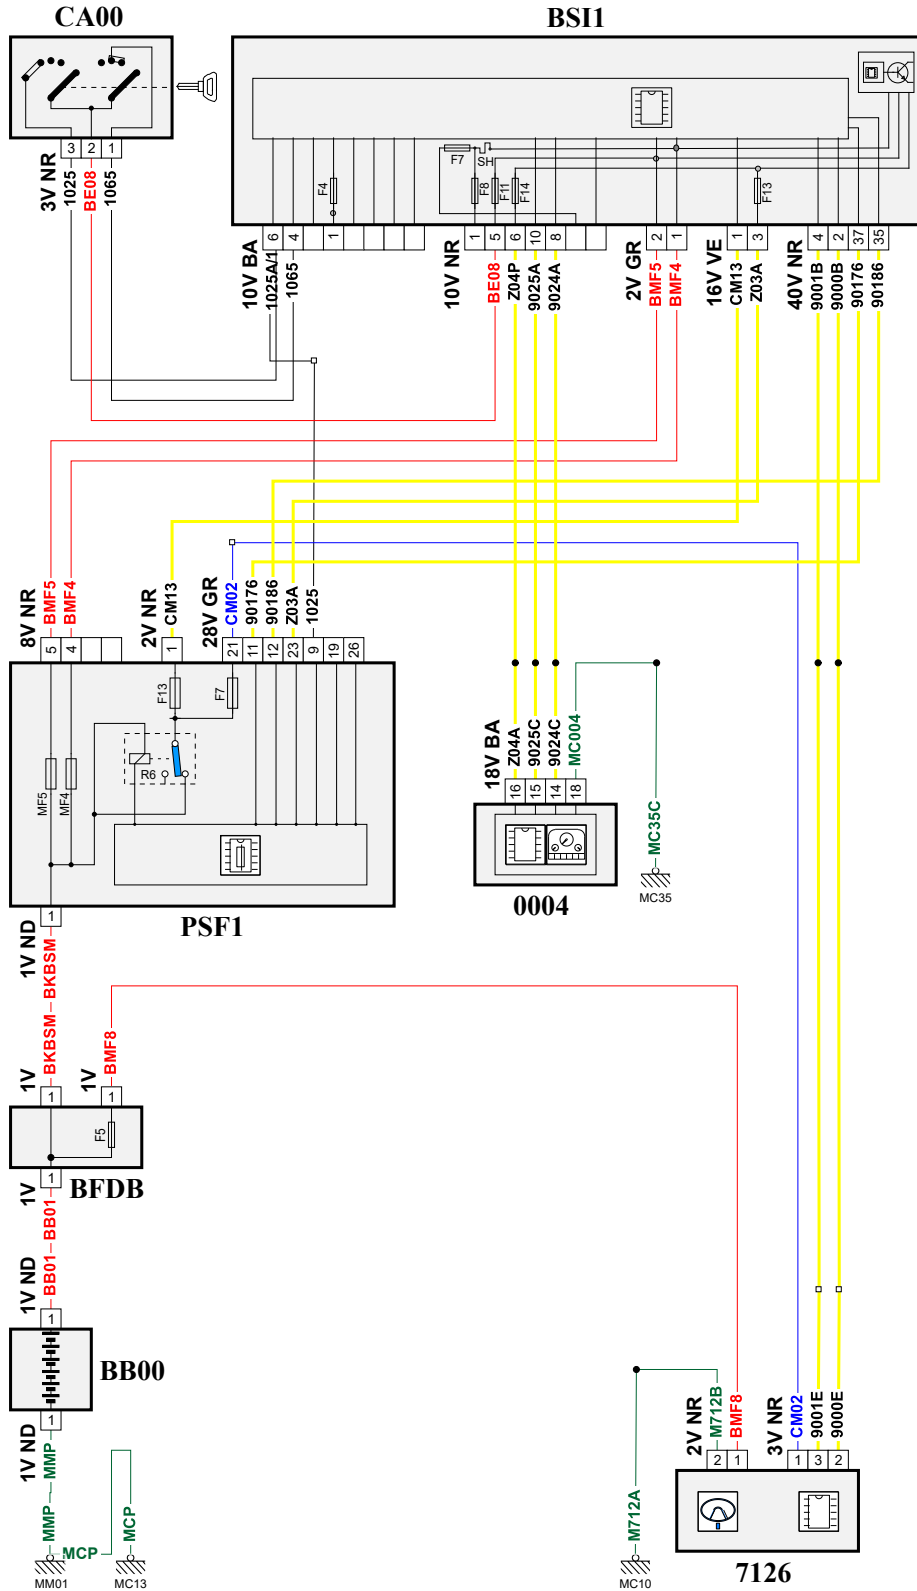 CA00
BSI1
F7
SH
F4
F8
F11
F14
F13
3 2 1
6 4 1
1 5 6 10 8
2 1
1 3
4 2 37 35
3V NR
1025
BE08
1065
10V BA
1025A/1
1065
10V NR
BE08
Z04P
9025A
9024A
2V GR
BMF5
BMF4
16V VE
CM13
Z03A
40V NR
9001B
9000B
90176
90186
8V NR
BMF5
BMF4
2V NR
CM13
28V GR
CM02
90176
90186
Z03A
1025
5 4
1
21 11 12 23 9 19 26
F13
F7
R6
MF5
MF4
PSF1
18V BA
Z04A
9025C
9024C
MC004
16 15 14 18
0004
MC35C
MC35
1
1V ND
BKBSM
BKBSM
1V
1V
BMF8
1
1
F5
BFDB
1
1V
BB01
BB01
1V ND
1
BB00
1
1V ND
MMP
MMP
MCP
MCP
MM01
MC13
M712A
MC10
2V NR
M712B
BMF8
3V NR
CM02
9001E
9000E
2 1
1 3 2
7126